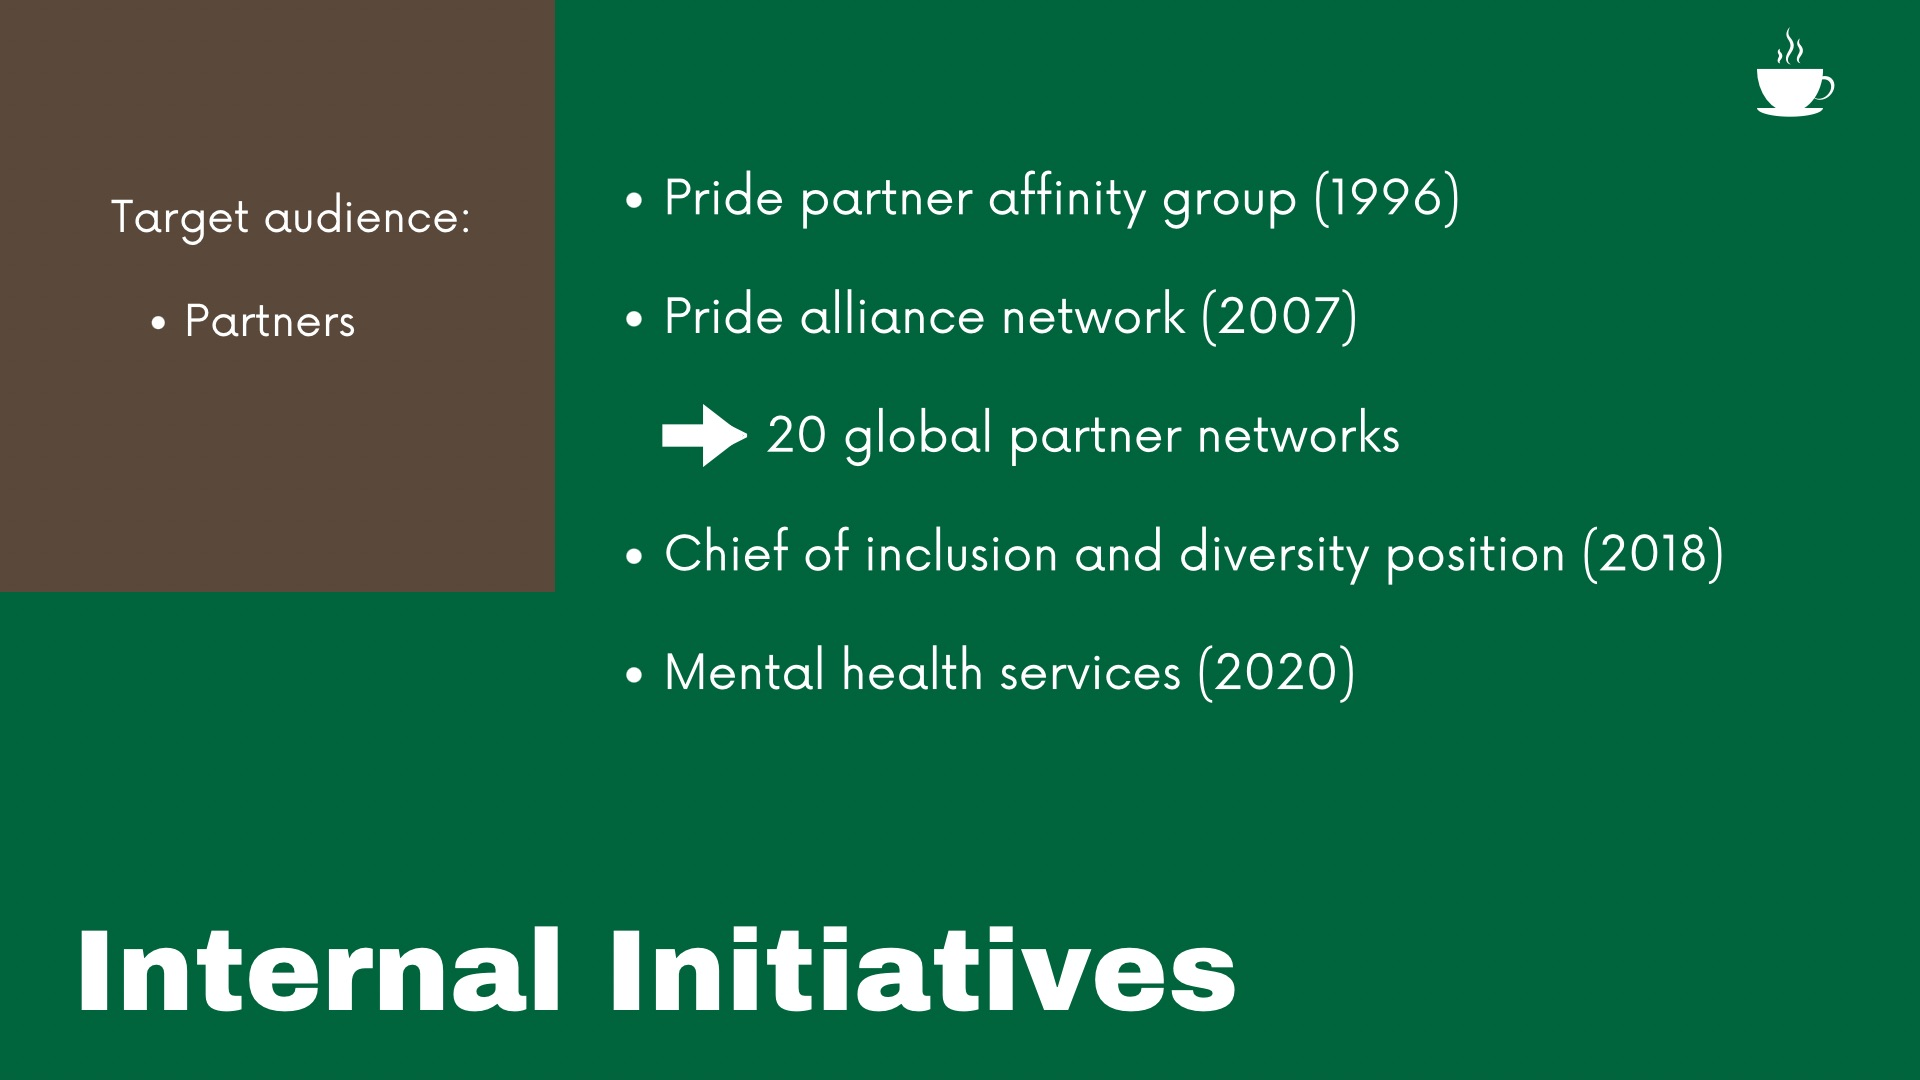 Target audience:
• Partners
• Pride partner affinity group (1996)
• Pride alliance network (2007)
20 global partner networks
• Chief of inclusion and diversity position (2018)
• Mental health services (2020)
Internal Initiatives